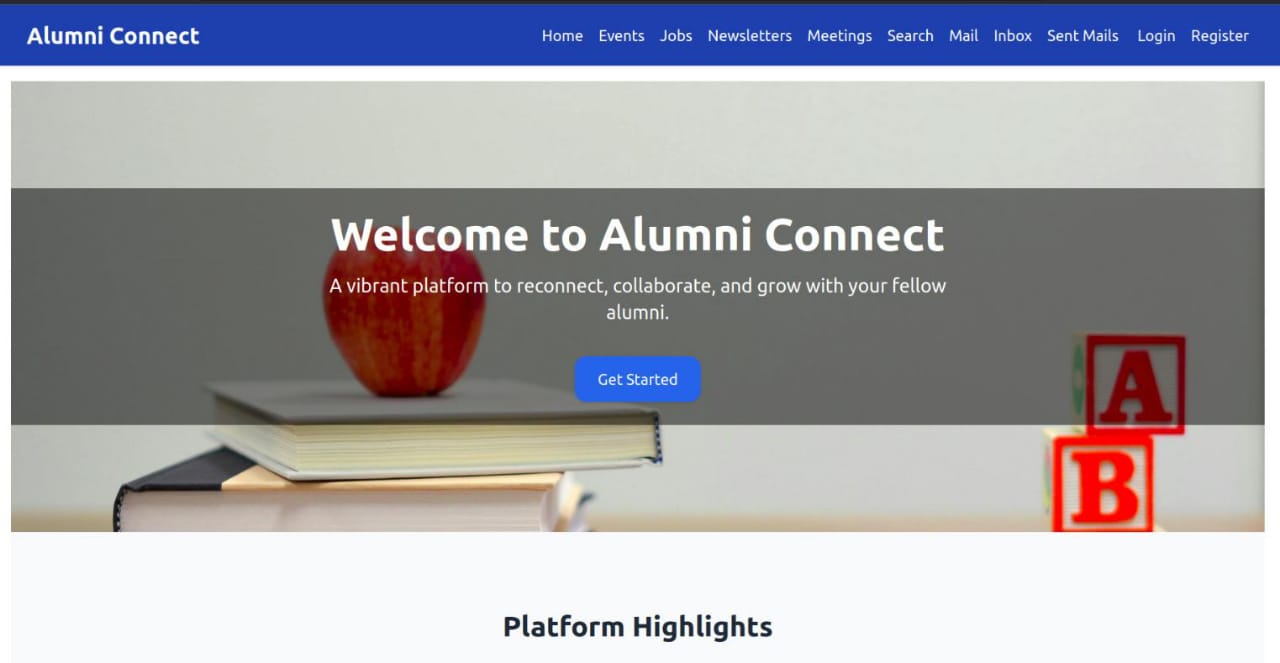 Alumni Connect
Home Events Jobs Newsletters Meetings Search Mail Inbox Sent Mails Login Register
Welcome to Alumni Connect
A vibrant platform to reconnect, collaborate, and grow with your fellow
alumni.
Get Started
A
B
Platform Highlights